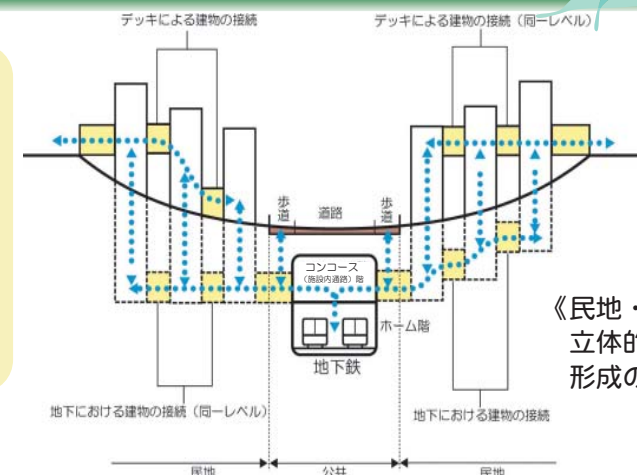 デッキによる建物の接続
デッキによる建物の接続（同一レベル）
歩道
道路
歩道
コンコース
（施設内通路）階
ホーム階
地下鉄
《民地・
立体的
形成の
地下における建物の接続（同一レベル）
地下における建物の接続
民地
公共
民地